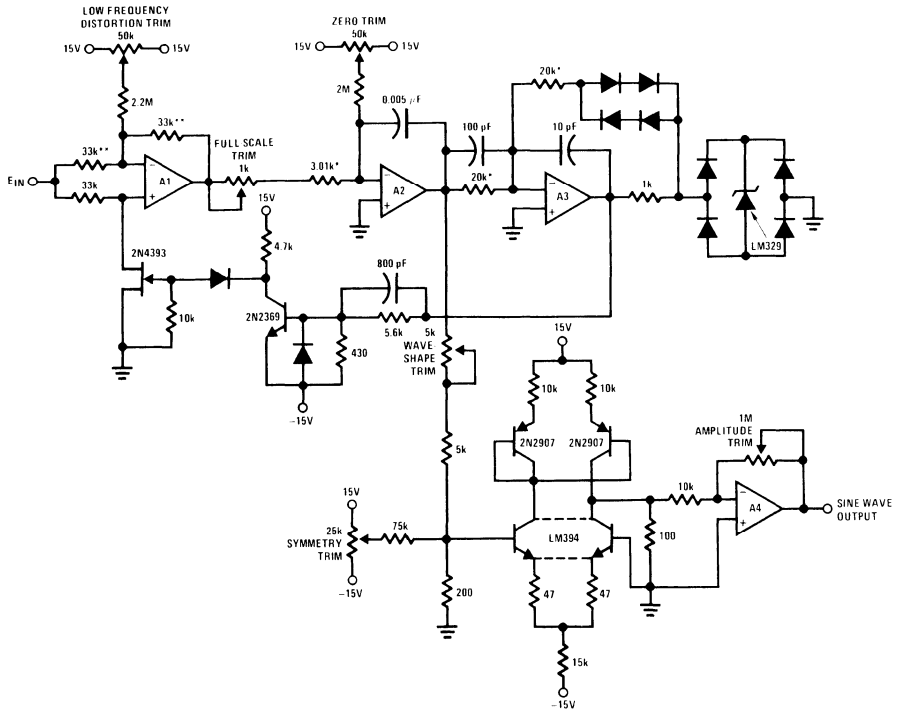 LOW FREQUENCY
DISTORTION TRIM
50k
15V
15V
2.2M
33k**
33k**
33k
EIN
A1
FULL SCALE
TRIM
1k
3.01k*
ZERO TRIM
50k
15V
15V
2M
0.005 μF
A2
100 pF
20k*
20k*
10 pF
A3
1k
LM329
2N4393
10k
15V
4.7k
2N2369
800 pF
5.6k
430
-15V
5k
WAVE-
SHAPE
TRIM
5k
15V
25k
SYMMETRY
TRIM
-15V
75k
200
15V
10k
10k
2N2907
2N2907
LM394
47
47
15k
-15V
10k
100
1M
AMPLITUDE
TRIM
A4
SINE WAVE
OUTPUT